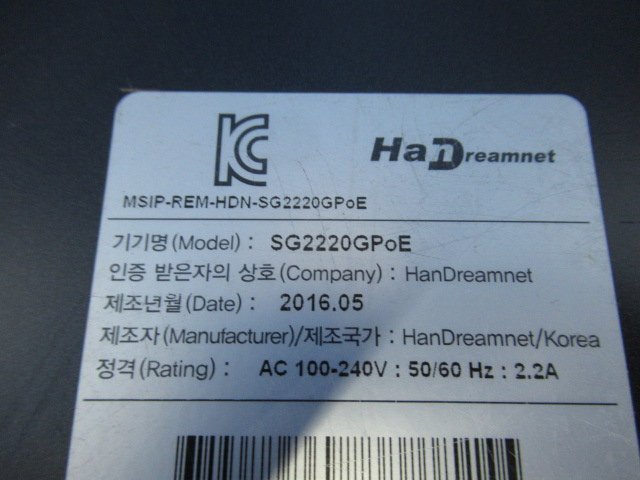 HanDreamnet
MSIP-REM-HDN-SG2220GPoE
기기명(Model) : SG2220GPoE
인증 받은자의 상호(Company) : HanDreamnet
제조년월(Date) : 2016.05
제조자(Manufacturer)/제조국가 : HanDreamnet/Korea
정격(Rating) : AC 100-240V : 50/60 Hz : 2.2A